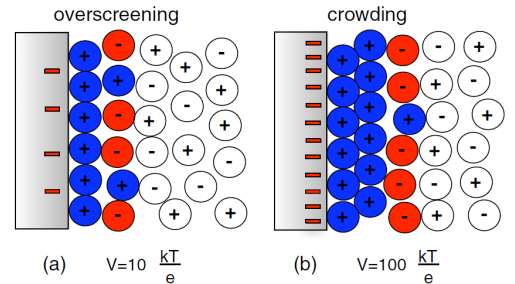 overscreening
crowding
(a) V=10 kT/e
(b) V=100 kT/e